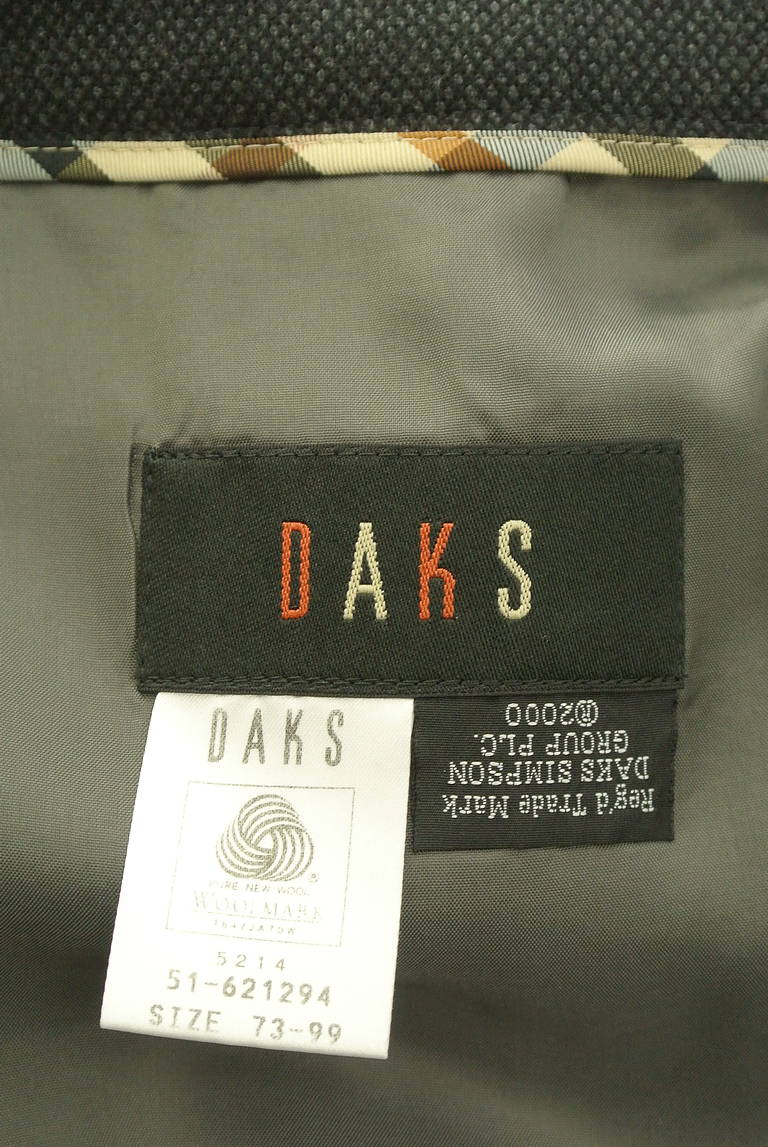 DAKS
DAKS
PURE NEW WOOL
WOOLMARK
5214
51-621294
SIZE 73-99
Reg'd Trade Mark
DAKS SIMPSON
GROUP PLC.
®2000